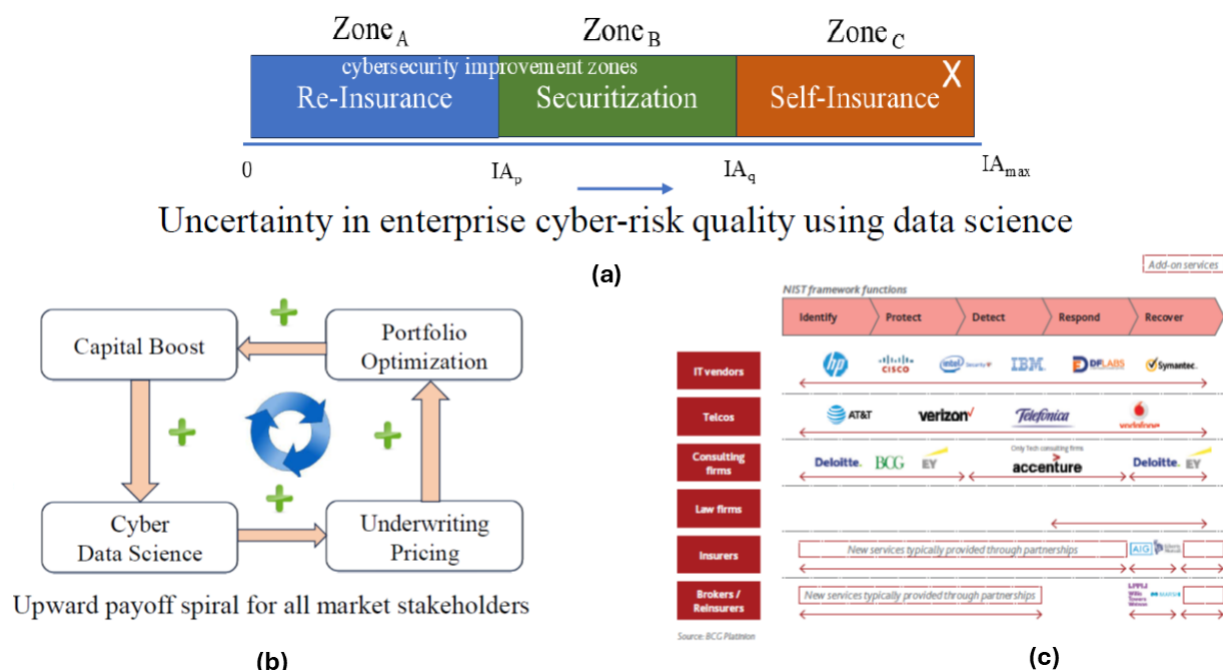 Zone A Zone B Zone C
cybersecurity improvement zones X
Re-Insurance Securitization Self-Insurance
0 IAp IAq IAmax
Uncertainty in enterprise cyber-risk quality using data science
(a)
Capital Boost
Portfolio
Optimization
Cyber
Data Science
Underwriting
Pricing
Upward payoff spiral for all market stakeholders
(b)
Add-on services
NIST framework functions
Identify Protect Detect Respond Recover
IT vendors
hp CISCO intel Security IBM DFLABS Symantec.
Telcos
AT&T verizon Telefónica vodafone
Consulting
firms
Only Tech consulting firms
Deloitte. BCG EY accenture Deloitte. EY
Law firms
Insurers
New services typically provided through partnerships AIG
Brokers /
Reinsurers
New services typically provided through partnerships
Willis
Towers
Watson
MARSH
Source: BCG Platinion
(c)